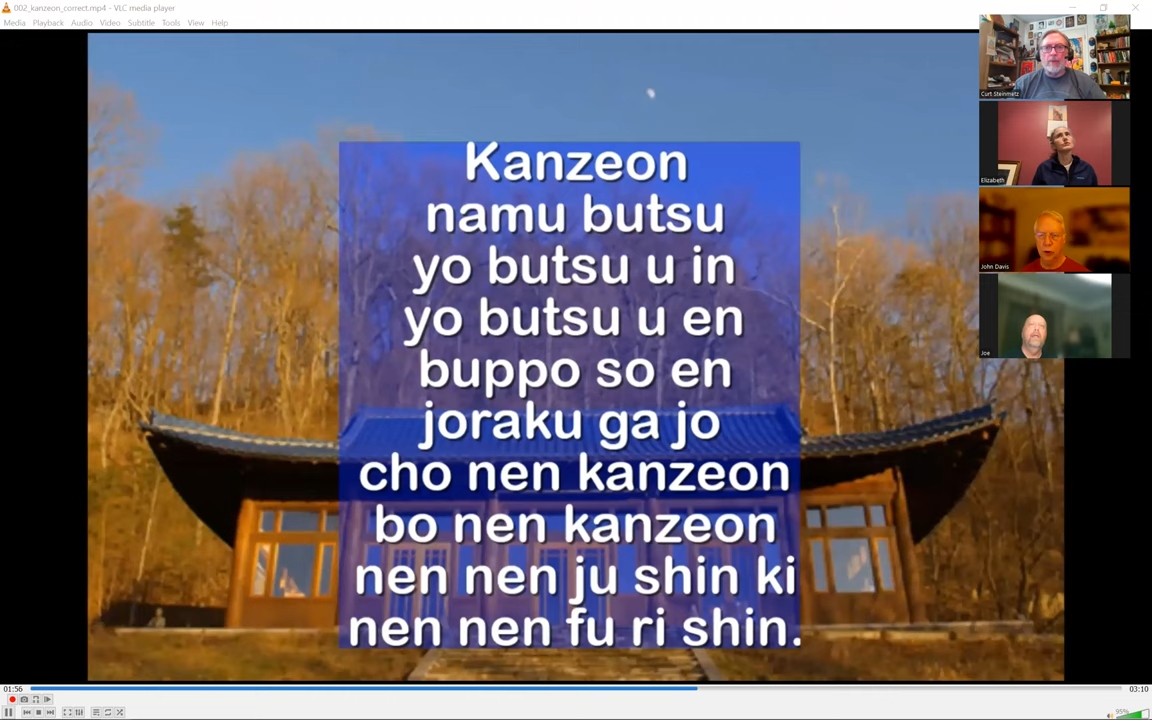 002_kanzeon_correct.mp4 - VLC media player
Media Playback Audio Video Subtitle Tools View Help
Kanzeon
namu butsu
yo butsu u in
yo butsu u en
buppo so en
joraku ga jo
cho nen kanzeon
bo nen kanzeon
nen nen ju shin ki
nen nen fu ri shin.
Curt Steinmetz
Elizabeth
John Davis
Joe
01:56
03:10
95%